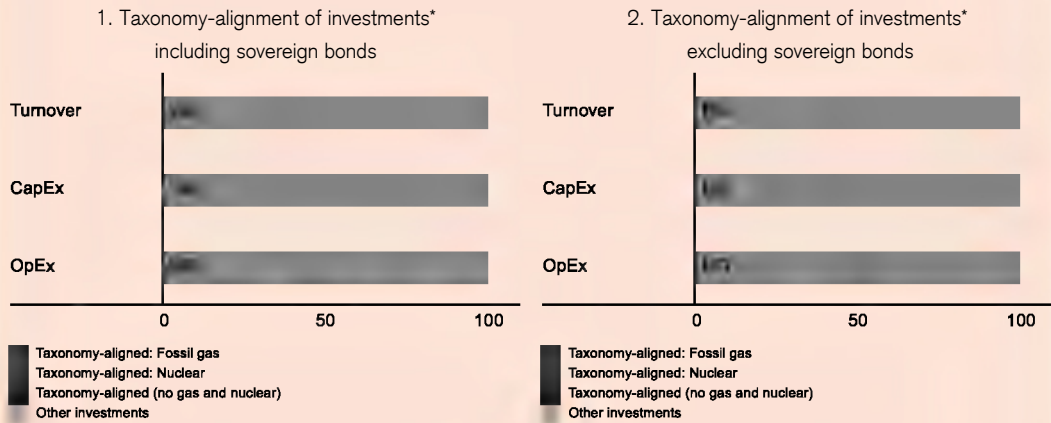 1. Taxonomy-alignment of investments*
including sovereign bonds
Turnover
CapEx
OpEx
0 50 100
Taxonomy-aligned: Fossil gas
Taxonomy-aligned: Nuclear
Taxonomy-aligned (no gas and nuclear)
Other investments
2. Taxonomy-alignment of investments*
excluding sovereign bonds
Turnover
CapEx
OpEx
0 50 100
Taxonomy-aligned: Fossil gas
Taxonomy-aligned: Nuclear
Taxonomy-aligned (no gas and nuclear)
Other investments